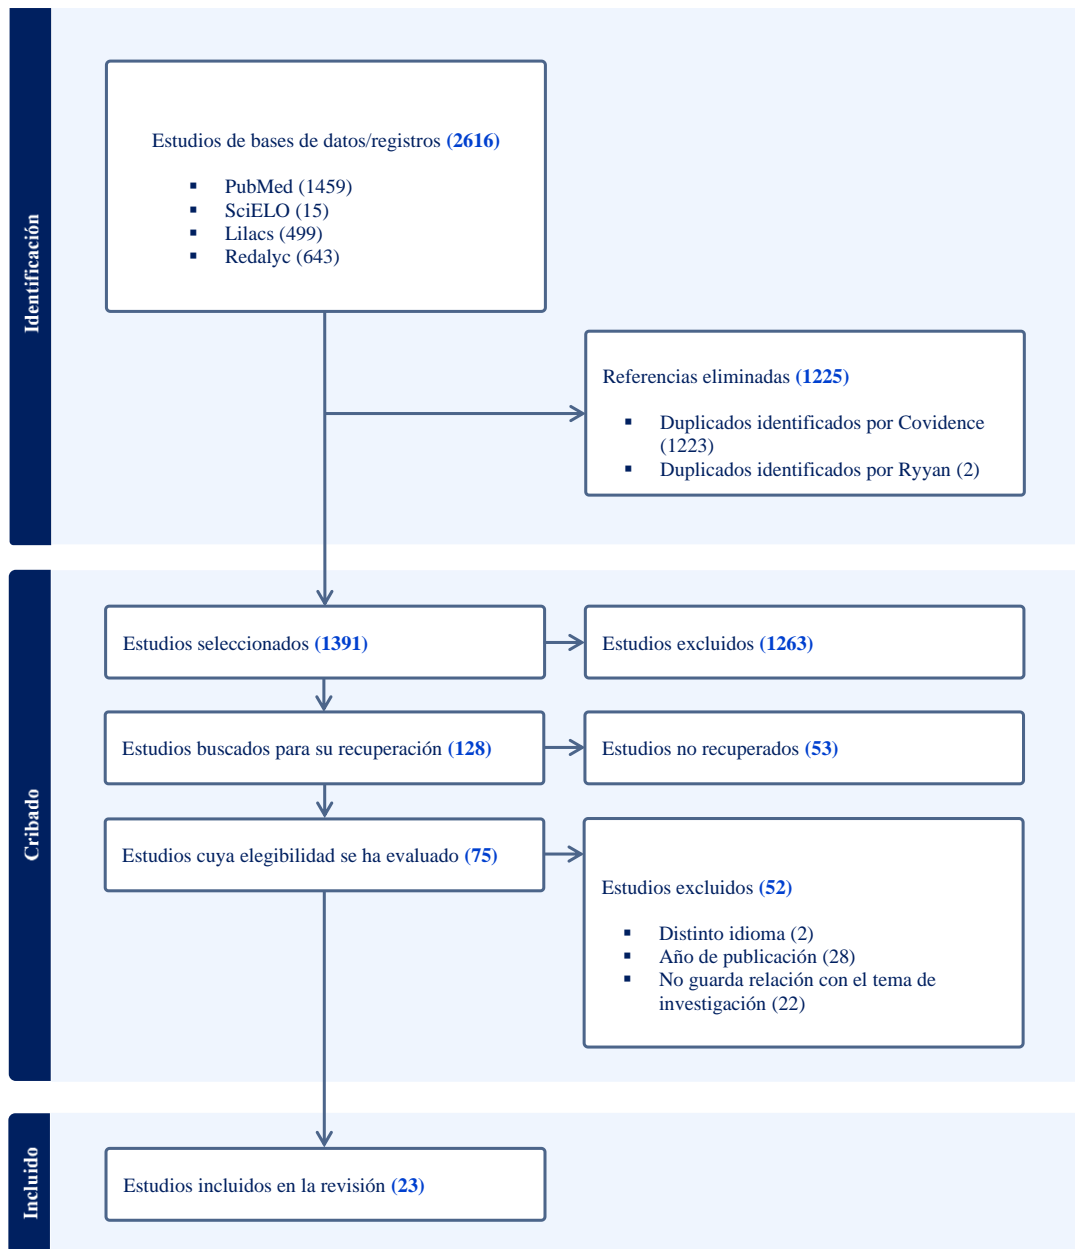 Identificación
Estudios de bases de datos/registros (2616)
▪ PubMed (1459)
▪ SciELO (15)
▪ Lilacs (499)
▪ Redalyc (643)
Referencias eliminadas (1225)
▪ Duplicados identificados por Covidence
(1223)
▪ Duplicados identificados por Ryyan (2)
Cribado
Estudios seleccionados (1391)
Estudios excluidos (1263)
Estudios buscados para su recuperación (128)
Estudios no recuperados (53)
Estudios cuya elegibilidad se ha evaluado (75)
Estudios excluidos (52)
▪ Distinto idioma (2)
▪ Año de publicación (28)
▪ No guarda relación con el tema de
investigación (22)
Incluido
Estudios incluidos en la revisión (23)